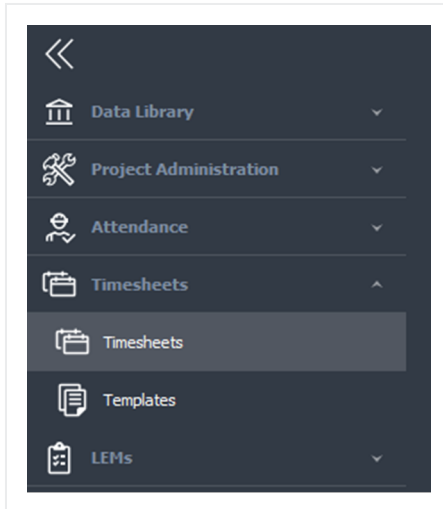 Data Library
Project Administration
Attendance
Timesheets
Timesheets
Templates
LEMs